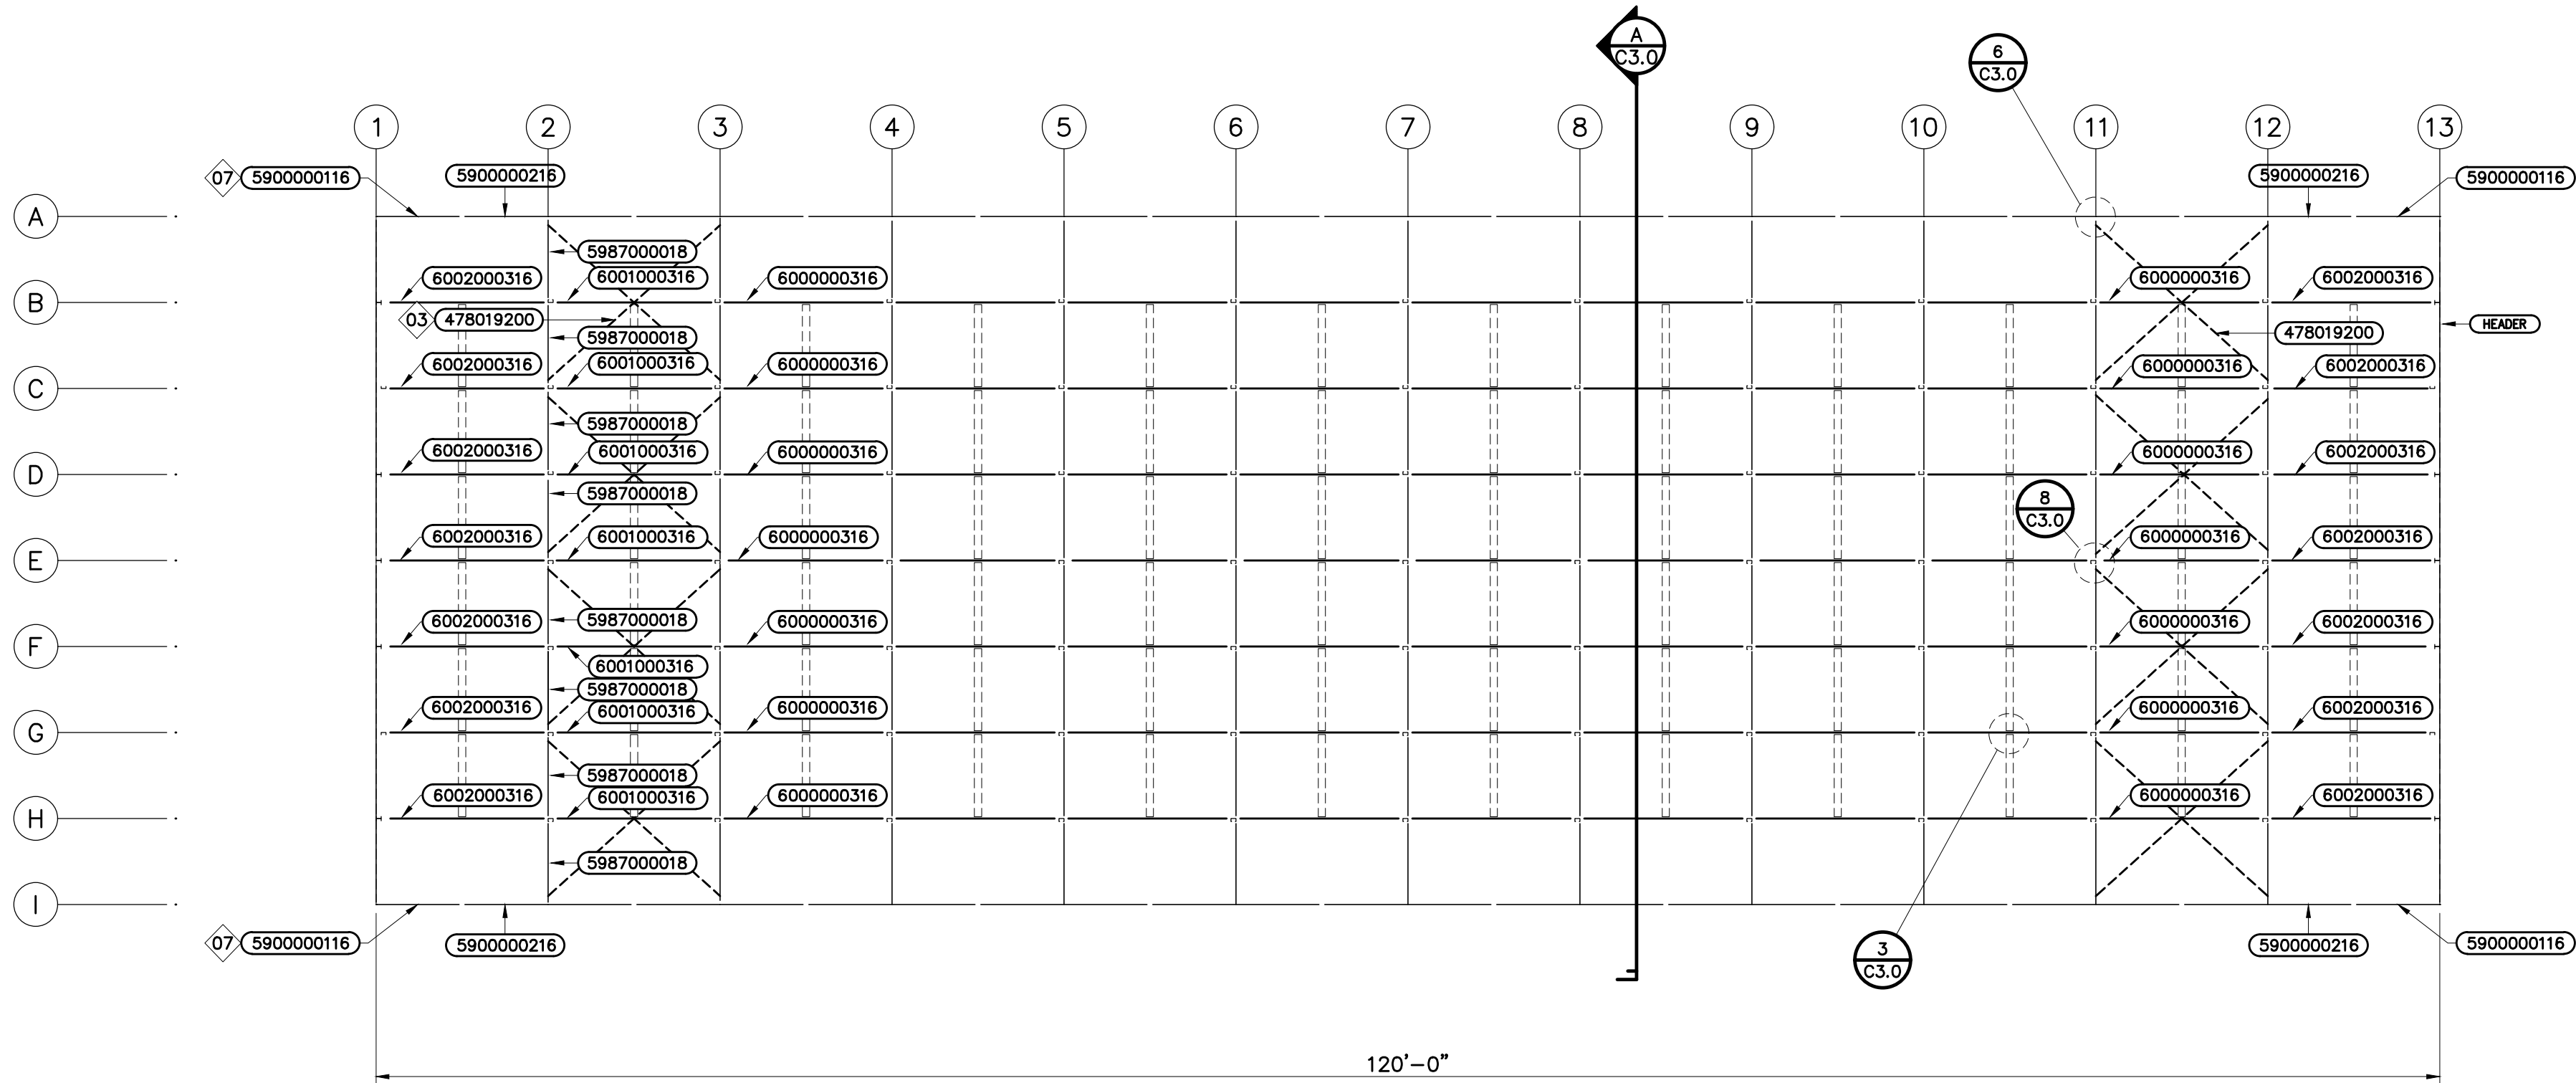 A
C3.0
6
C3.0
1 2 3 4 5 6 7 8 9 10 11 12 13
07 5900000116 5900000216 5900000216 5900000116
A
5987000018
6002000316 6001000316 6000000316 6000000316 6002000316
B
03 478019200 478019200 HEADER
5987000018
6002000316 6001000316 6000000316 6000000316 6002000316
C
5987000018
6002000316 6001000316 6000000316 6000000316 6002000316
D
5987000018
8
C3.0
6002000316 6001000316 6000000316 6000000316 6002000316
E
5987000018
6002000316 6000000316 6000000316 6002000316
F
6001000316
5987000018
6002000316 6001000316 6000000316 6000000316 6002000316
G
5987000018
6002000316 6001000316 6000000316 6000000316 6002000316
H
5987000018
I
07 5900000116 5900000216 5900000216 5900000116
3
C3.0
120'-0"